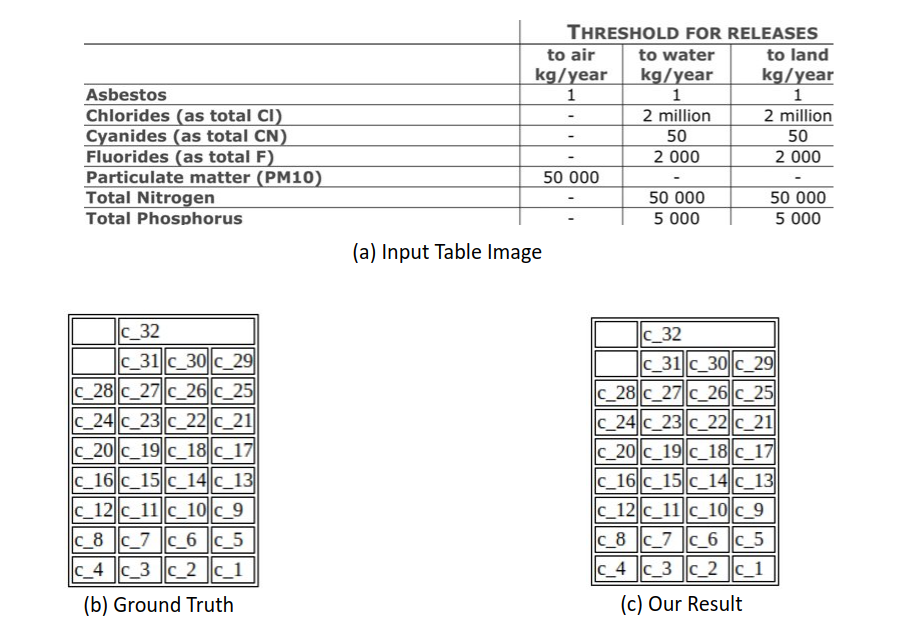 THRESHOLD FOR RELEASES
to air to water to land
kg/year kg/year kg/year
Asbestos 1 1 1
Chlorides (as total Cl) - 2 million 2 million
Cyanides (as total CN) - 50 50
Fluorides (as total F) - 2 000 2 000
Particulate matter (PM10) 50 000 - -
Total Nitrogen - 50 000 50 000
Total Phosphorus - 5 000 5 000
(a) Input Table Image
c_32
c_31 c_30 c_29
c_28 c_27 c_26 c_25
c_24 c_23 c_22 c_21
c_20 c_19 c_18 c_17
c_16 c_15 c_14 c_13
c_12 c_11 c_10 c_9
c_8 c_7 c_6 c_5
c_4 c_3 c_2 c_1
(b) Ground Truth
c_32
c_31 c_30 c_29
c_28 c_27 c_26 c_25
c_24 c_23 c_22 c_21
c_20 c_19 c_18 c_17
c_16 c_15 c_14 c_13
c_12 c_11 c_10 c_9
c_8 c_7 c_6 c_5
c_4 c_3 c_2 c_1
(c) Our Result